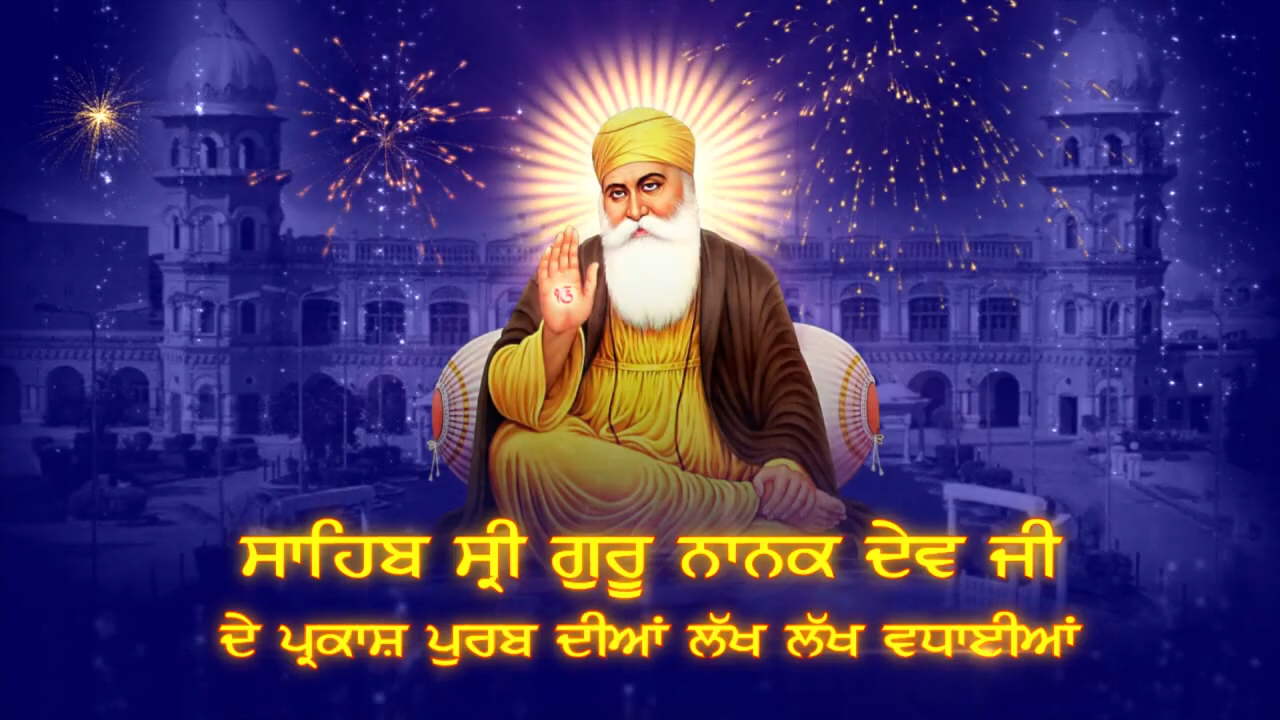 ੴ
ਸਾਹਿਬ ਸ੍ਰੀ ਗੁਰੂ ਨਾਨਕ ਦੇਵ ਜੀ
ਦੇ ਪ੍ਰਕਾਸ਼ ਪੁਰਬ ਦੀਆਂ ਲੱਖ ਲੱਖ ਵਧਾਈਆਂ